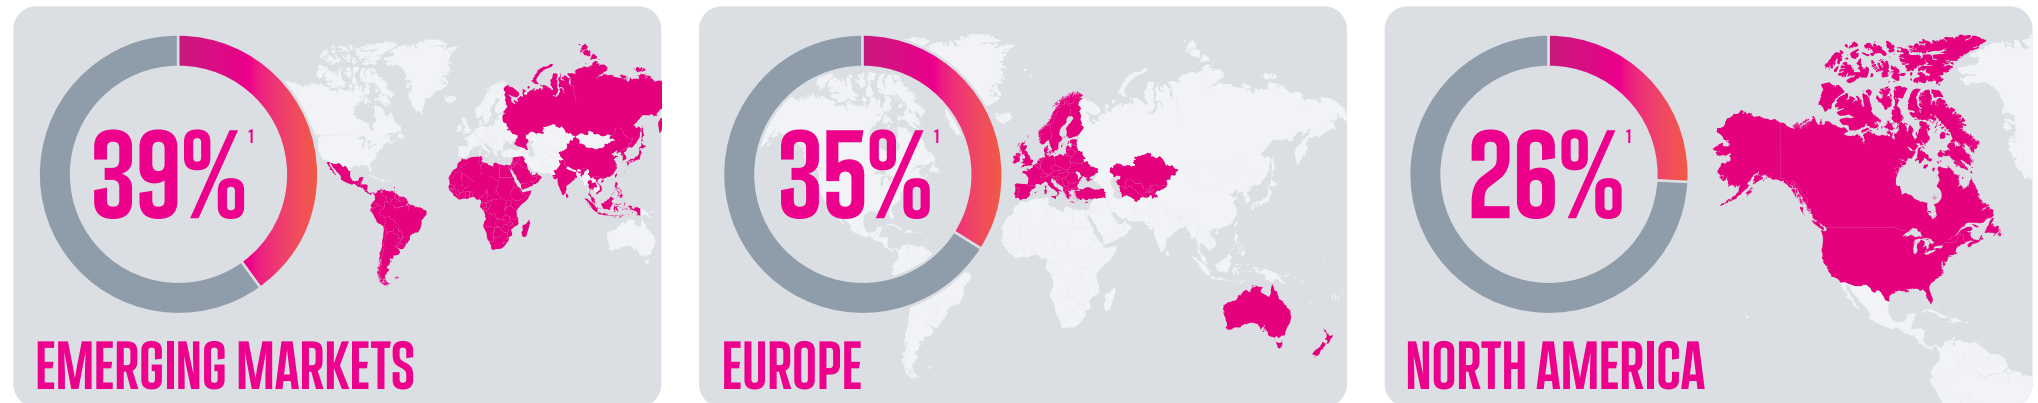 39%¹
EMERGING MARKETS
35%¹
EUROPE
26%¹
NORTH AMERICA